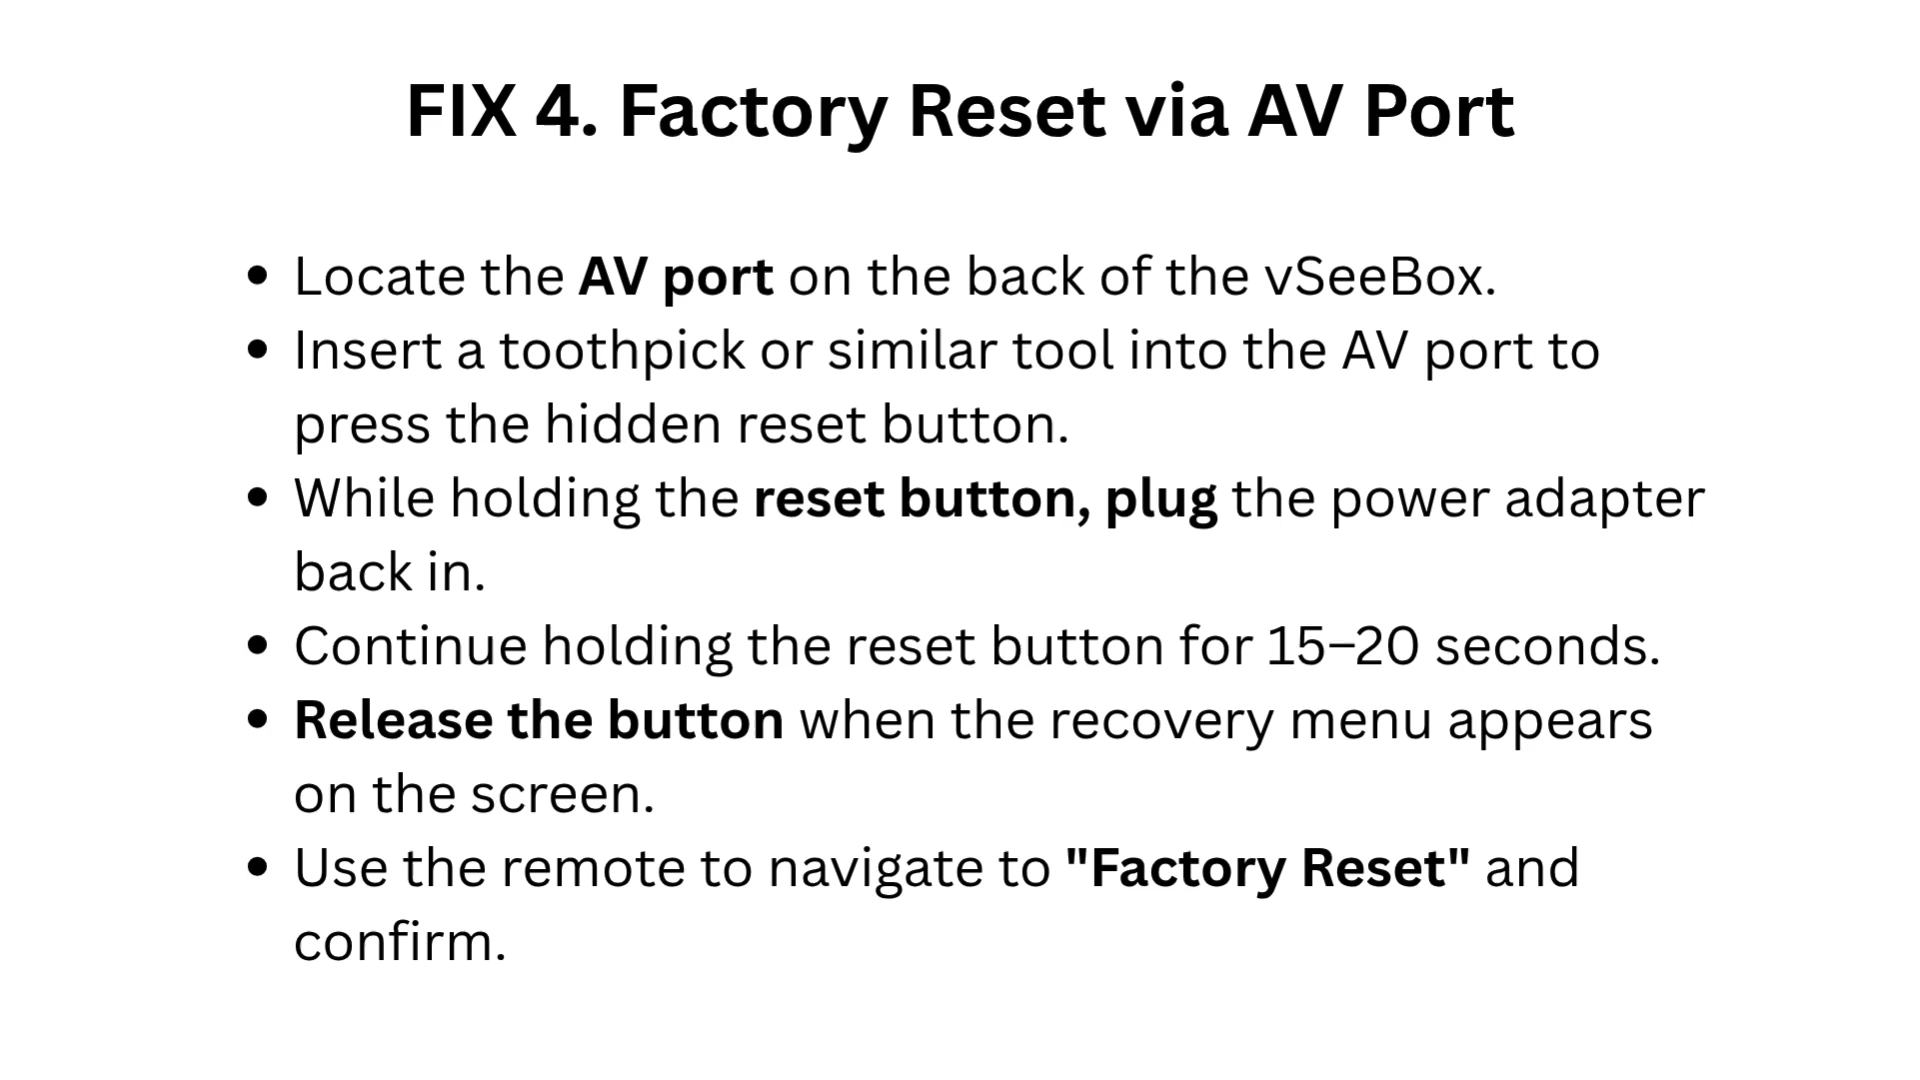 FIX 4. Factory Reset via AV Port
• Locate the AV port on the back of the vSeeBox.
• Insert a toothpick or similar tool into the AV port to
press the hidden reset button.
• While holding the reset button, plug the power adapter
back in.
• Continue holding the reset button for 15–20 seconds.
• Release the button when the recovery menu appears
on the screen.
• Use the remote to navigate to "Factory Reset" and
confirm.